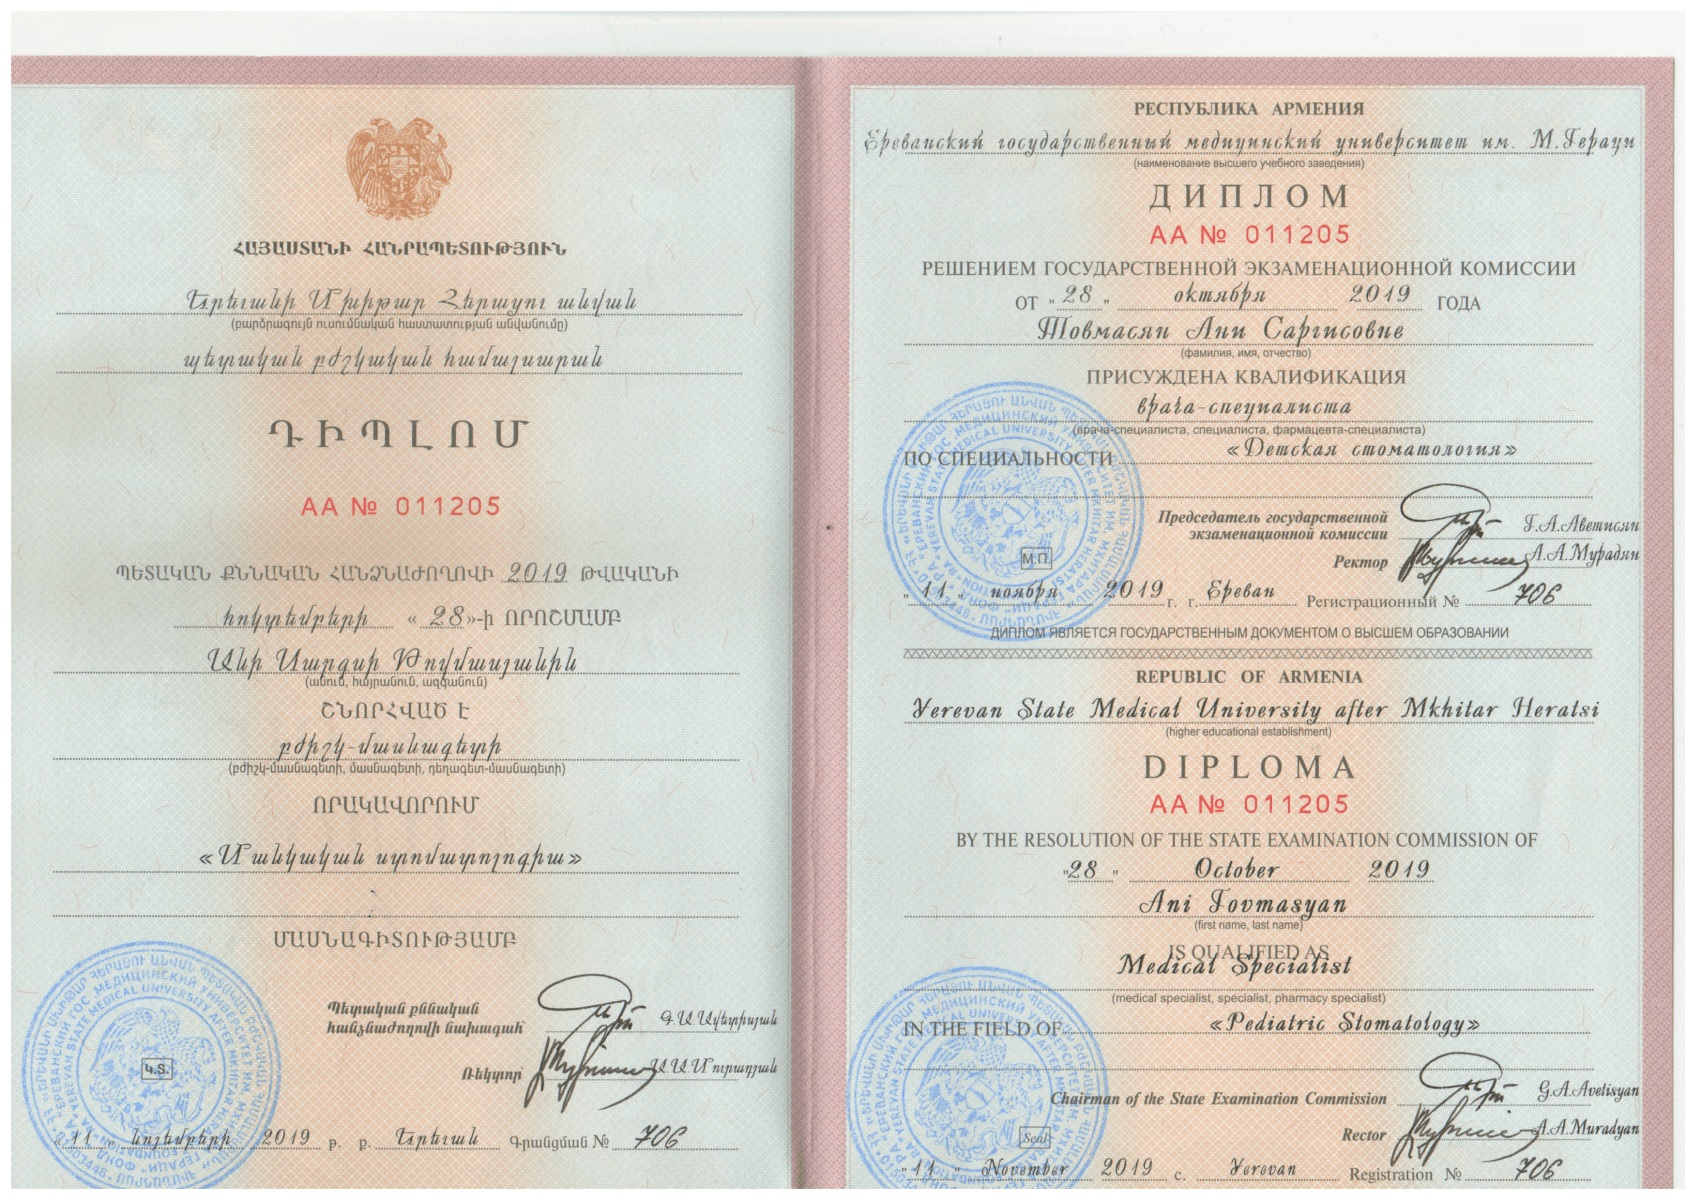 ՀԱՅԱՍՏԱՆԻ ՀԱՆՐԱՊԵՏՈՒԹՅՈՒՆ
Երևանի Մխիթար Հերացու անվան
(բարձրագույն ուսումնական հաստատության անվանումը)
պետական բժշկական համալսարան
ԴԻՊԼՈՄ
АА № 011205
ՊԵՏԱԿԱՆ ՔՆՆԱԿԱՆ ՀԱՆՁՆԱԺՈՂՈՎԻ 2019 ԹՎԱԿԱՆԻ
հոկտեմբերի « 28»-ի ՈՐՈՇՄԱՄԲ
Անի Սարգսի Թովմասյանին
(անուն, հայրանուն, ազգանուն)
ՇՆՈՐՀՎԱԾ Է
բժիշկ-մասնագետի
(բժիշկ-մասնագետի, մասնագետի, դեղագետ-մասնագետի)
ՈՐԱԿԱՎՈՐՈՒՄ
«Մանկական ստոմատոլոգիա»
ՄԱՍՆԱԳԻՏՈՒԹՅԱՄԲ
Պետական քննական
հանձնաժողովի նախագահ Գ.Ա.Ավետիսյան
Ռեկտոր Ա.Ա.Մուրադյան
Կ.Տ.
« 11 » նոյեմբերի 2019 թ. ք. Երևան Գրանցման № 706
РЕСПУБЛИКА АРМЕНИЯ
Ереванский государственный медицинский университет им. М.Гераци
(наименование высшего учебного заведения)
ДИПЛОМ
АА № 011205
РЕШЕНИЕМ ГОСУДАРСТВЕННОЙ ЭКЗАМЕНАЦИОННОЙ КОМИССИИ
ОТ " 28 " октября 2019 ГОДА
Товмасян Ани Саргисовне
(фамилия, имя, отчество)
ПРИСУЖДЕНА КВАЛИФИКАЦИЯ
врача-специалиста
(врача-специалиста, специалиста, фармацевта-специалиста)
ПО СПЕЦИАЛЬНОСТИ «Детская стоматология»
Председатель государственной
экзаменационной комиссии Г.А.Аветисян
Ректор А.А.Мурадян
М.П.
" 11 " ноября 2019 г. г. Ереван Регистрационный № 706
ДИПЛОМ ЯВЛЯЕТСЯ ГОСУДАРСТВЕННЫМ ДОКУМЕНТОМ О ВЫСШЕМ ОБРАЗОВАНИИ
REPUBLIC OF ARMENIA
Yerevan State Medical University after Mkhitar Heratsi
(higher educational establishment)
DIPLOMA
АА № 011205
BY THE RESOLUTION OF THE STATE EXAMINATION COMMISSION OF
"28 " October 2019
Ani Tovmasyan
(first name, last name)
IS QUALIFIED AS
Medical Specialist
(medical specialist, specialist, pharmacy specialist)
IN THE FIELD OF «Pediatric Stomatology»
Chairman of the State Examination Commission G.A.Avetisyan
Rector A.A.Muradyan
Seal
" 11 " November 2019 c. Yerevan Registration № 706